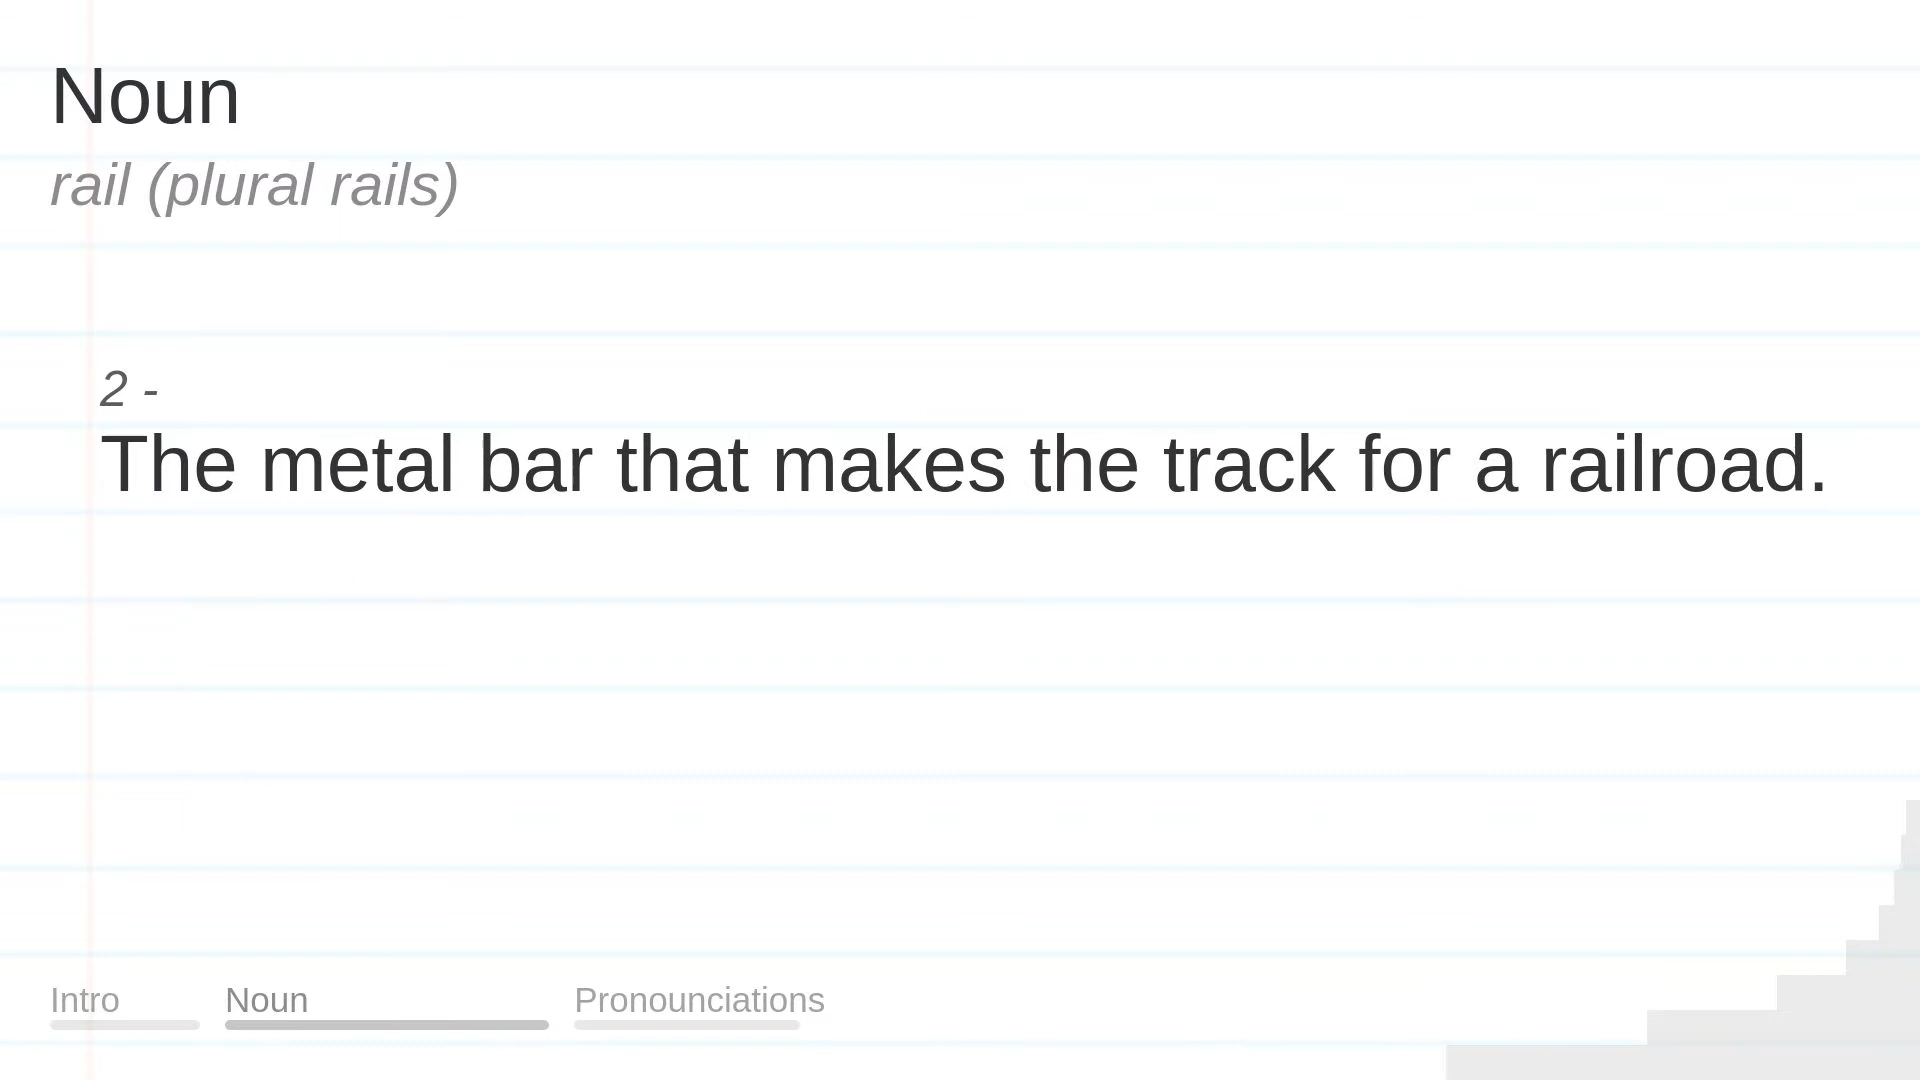 Noun
rail (plural rails)
2 -
The metal bar that makes the track for a railroad.
Intro
Noun
Pronounciations